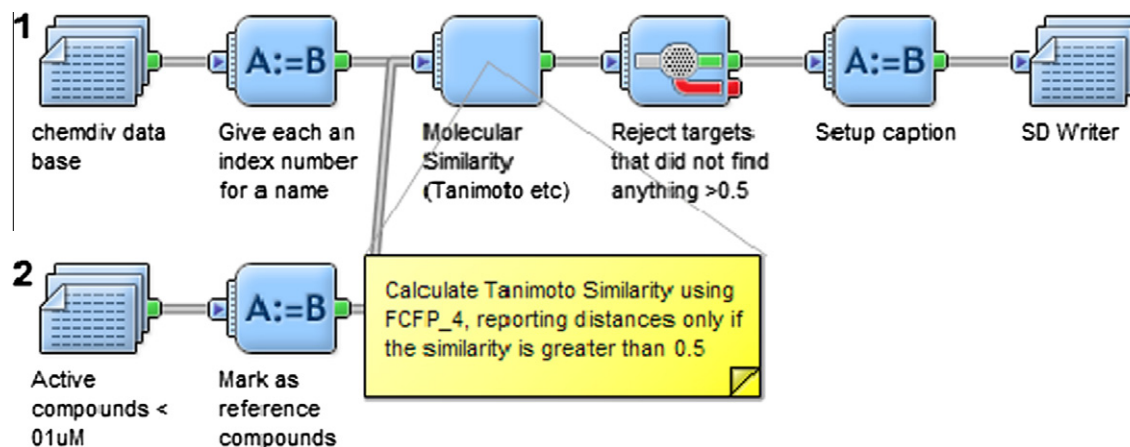 1
A:=B
A:=B
chemdiv data
base
Give each an
index number
for a name
Molecular
Similarity
(Tanimoto etc)
Reject targets
that did not find
anything >0.5
Setup caption
SD Writer
2
A:=B
Calculate Tanimoto Similarity using
FCFP_4, reporting distances only if
the similarity is greater than 0.5
Active
compounds <
01uM
Mark as
reference
compounds